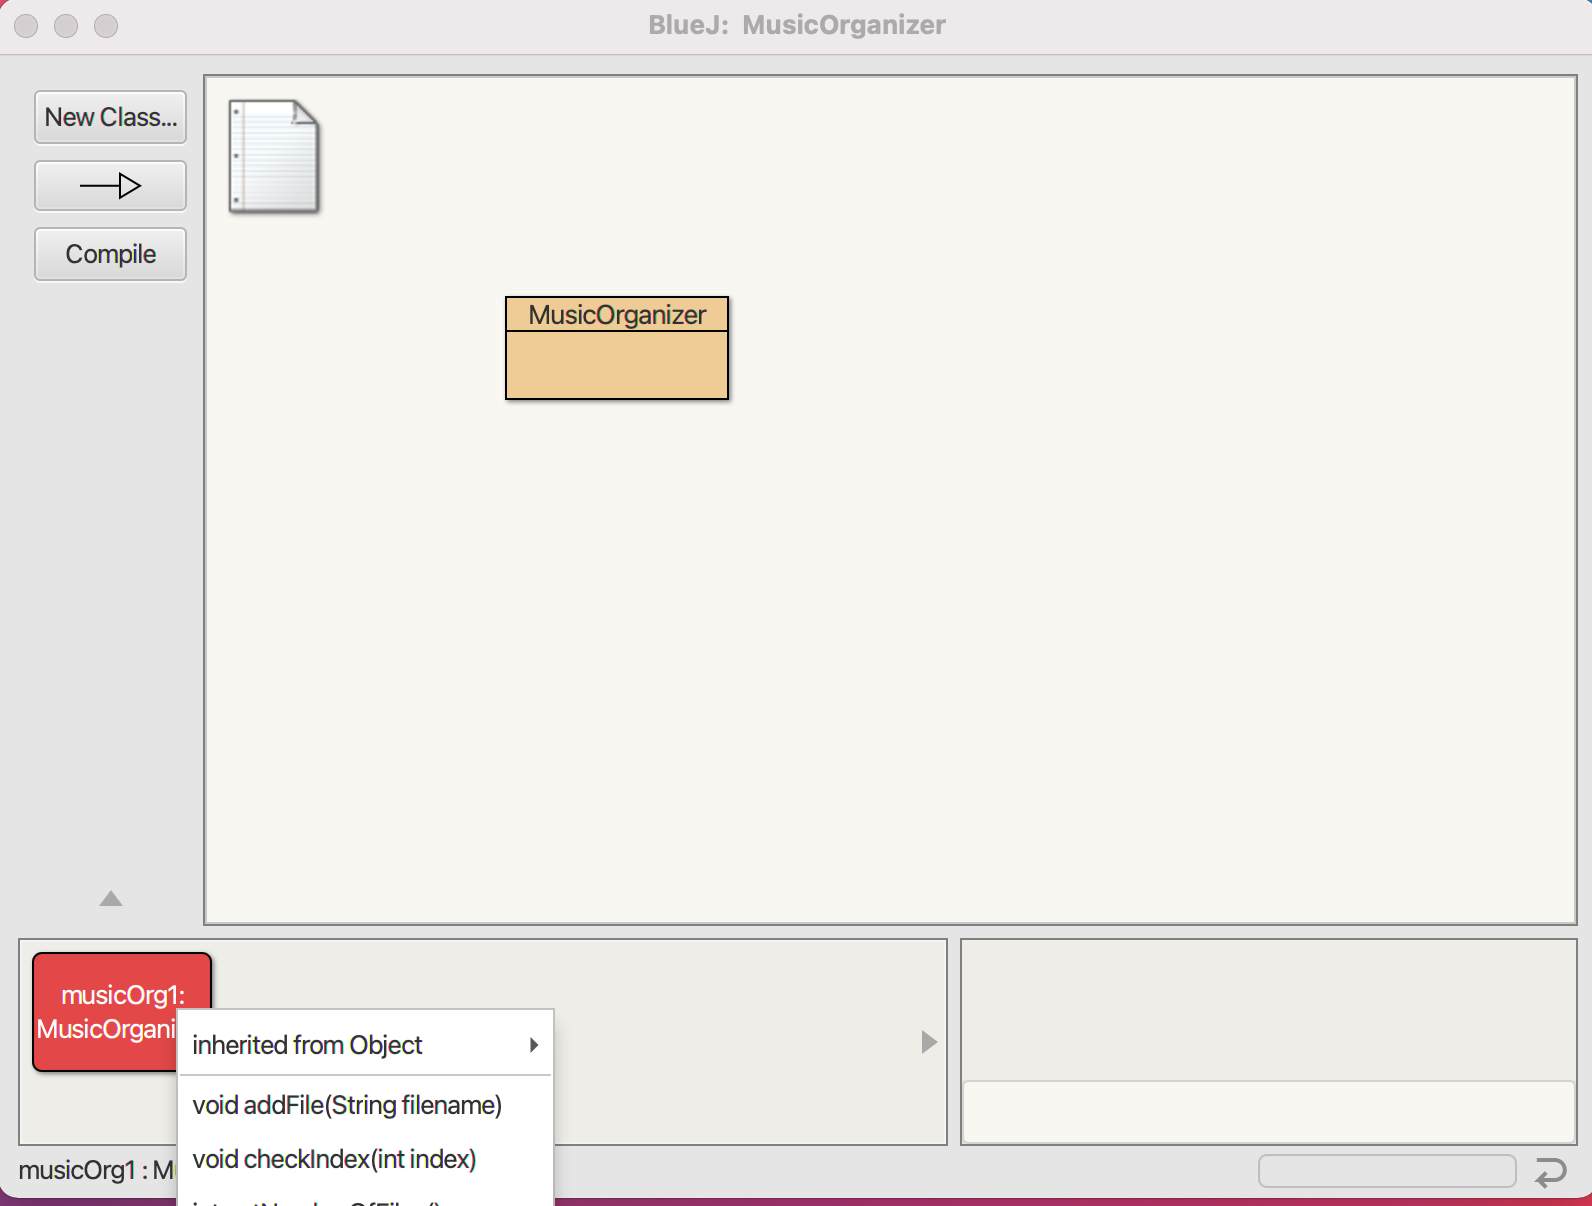 BlueJ: MusicOrganizer
New Class...
Compile
MusicOrganizer
musicOrg1:
MusicOrgani
inherited from Object
void addFile(String filename)
void checkIndex(int index)
musicOrg1 : M